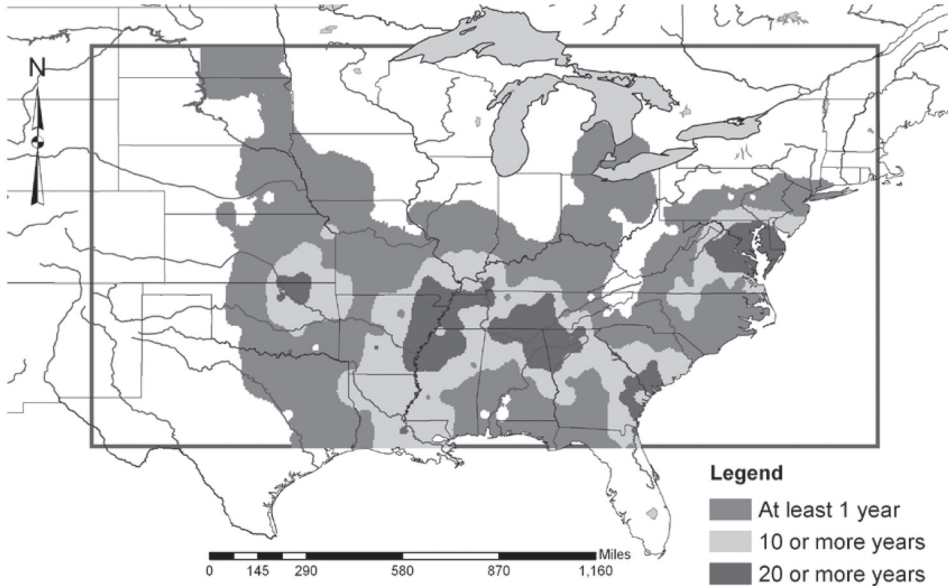 N
Legend
At least 1 year
10 or more years
20 or more years
Miles
0 145 290 580 870 1,160